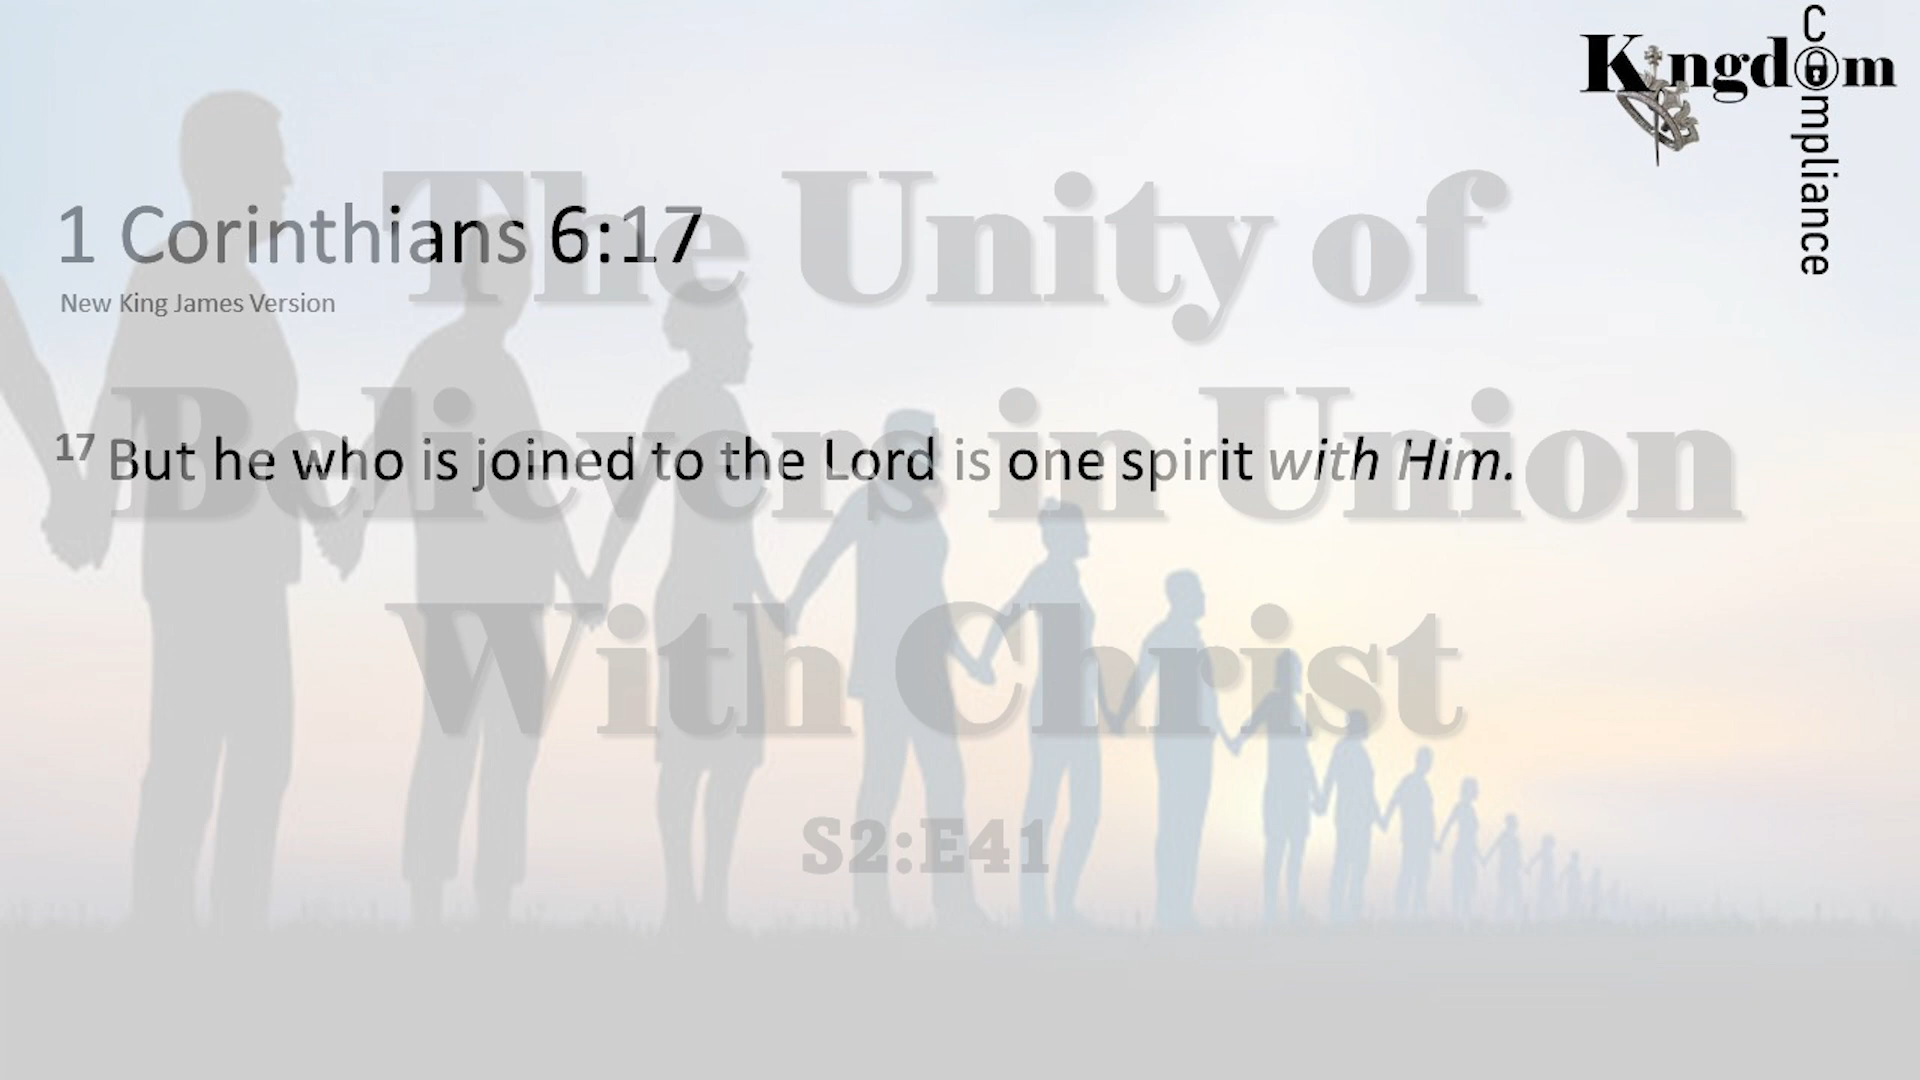 Kingdom
Compliance
The Unity of
1 Corinthians 6:17
New King James Version
Believers in Union
17 But he who is joined to the Lord is one spirit with Him.
With Christ
S2:E41